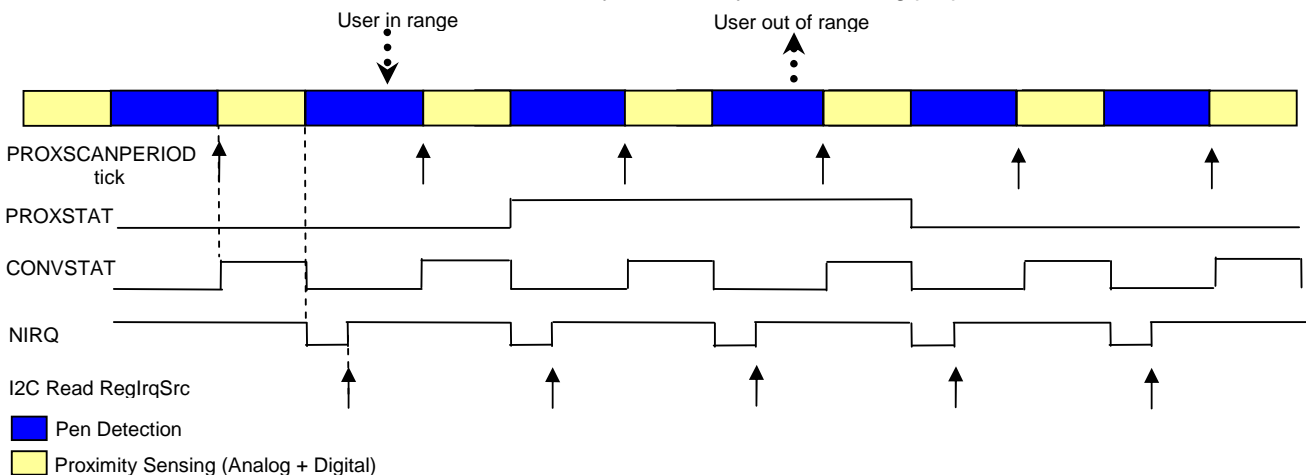 User in range
User out of range
PROXSCANPERIOD
tick
PROXSTAT
CONVSTAT
NIRQ
I2C Read RegIrqSrc
Pen Detection
Proximity Sensing (Analog + Digital)